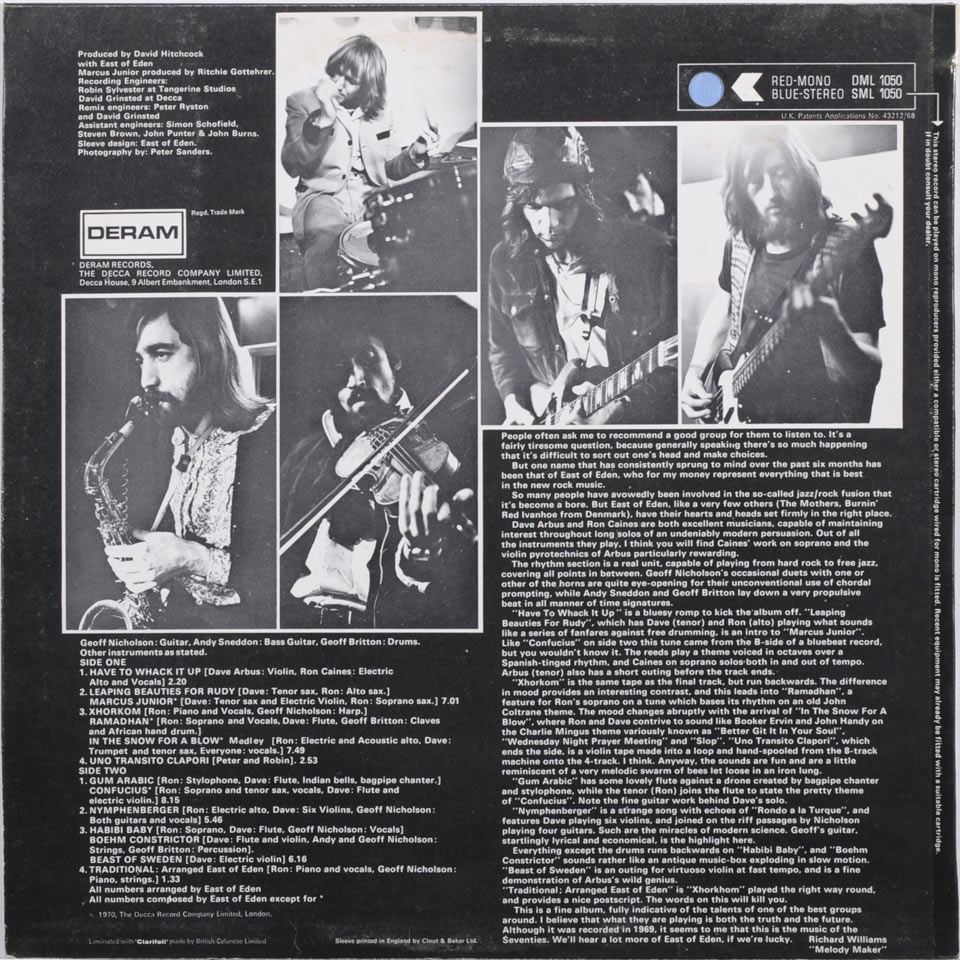 Produced by David Hitchcock
with East of Eden
Marcus Junior produced by Ritchie Gottehrer.
Recording Engineers:
Robin Sylvester at Tangerine Studios
David Grinsted at Decca
Remix engineers: Peter Ryston
and David Grinsted
Assistant engineers: Simon Schofield,
Steven Brown, John Punter & John Burns.
Sleeve design: East of Eden.
Photography by: Peter Sanders.
DERAM
Regd. Trade Mark
DERAM RECORDS,
THE DECCA RECORD COMPANY LIMITED,
Decca House, 9 Albert Embankment, London S.E.1
RED-MONO DML 1050
BLUE-STEREO SML 1050
U.K. Patents Applications No. 43212/68
This stereo record can be played on mono reproducers provided either a compatible or stereo cartridge wired for mono is fitted. Recent equipment may already be fitted with a suitable cartridge.
If in doubt consult your dealer.
Geoff Nicholson: Guitar, Andy Sneddon: Bass Guitar, Geoff Britton: Drums.
Other instruments as stated.
SIDE ONE
1. HAVE TO WHACK IT UP [Dave Arbus: Violin, Ron Caines: Electric
Alto and Vocals] 2.20
2. LEAPING BEAUTIES FOR RUDY [Dave: Tenor sax, Ron: Alto sax.]
MARCUS JUNIOR* [Dave: Tenor sax and Electric Violin, Ron: Soprano sax.] 7.01
3. XHORKOM [Ron: Piano and Vocals, Geoff Nicholson: Harp.]
RAMADHAN* [Ron: Soprano and Vocals, Dave: Flute, Geoff Britton: Claves
and African hand drum.]
IN THE SNOW FOR A BLOW* Medley [Ron: Electric and Acoustic alto, Dave:
Trumpet and tenor sax, Everyone: vocals.] 7.49
4. UNO TRANSITO CLAPORI [Peter and Robin]. 2.53
SIDE TWO
1. GUM ARABIC [Ron: Stylophone, Dave: Flute, Indian bells, bagpipe chanter.]
CONFUCIUS* [Ron: Soprano and tenor sax, vocals, Dave: Flute and
electric violin.] 8.15
2. NYMPHENBERGER [Ron: Electric alto, Dave: Six Violins, Geoff Nicholson:
Both guitars and vocals] 5.46
3. HABIBI BABY [Ron: Soprano, Dave: Flute, Geoff Nicholson: Vocals]
BOEHM CONSTRICTOR [Dave: Flute and violin, Andy and Geoff Nicholson:
Strings, Geoff Britton: Percussion].
BEAST OF SWEDEN [Dave: Electric violin] 6.16
4. TRADITIONAL: Arranged East of Eden [Ron: Piano and vocals, Geoff Nicholson:
Piano, strings.] 1.33
All numbers arranged by East of Eden
All numbers composed by East of Eden except for *
1970, The Decca Record Company Limited, London.
Laminated with 'Clarifoil' made by British Celanese Limited
Sleeve printed in England by Clout & Baker Ltd.
People often ask me to recommend a good group for them to listen to. It's a
fairly tiresome question, because generally speaking there's so much happening
that it's difficult to sort out one's head and make choices.
But one name that has consistently sprung to mind over the past six months has
been that of East of Eden, who for my money represent everything that is best
in the new rock music.
So many people have avowedly been involved in the so-called jazz/rock fusion that
it's become a bore. But East of Eden, like a very few others (The Mothers, Burnin'
Red Ivanhoe from Denmark), have their hearts and heads set firmly in the right place.
Dave Arbus and Ron Caines are both excellent musicians, capable of maintaining
interest throughout long solos of an undeniably modern persuasion. Out of all
the instruments they play, I think you will find Caines' work on soprano and the
violin pyrotechnics of Arbus particularly rewarding.
The rhythm section is a real unit, capable of playing from hard rock to free jazz,
covering all points in between. Geoff Nicholson's occasional duets with one or
other of the horns are quite eye-opening for their unconventional use of chordal
prompting, while Andy Sneddon and Geoff Britton lay down a very propulsive
beat in all manner of time signatures.
"Have To Whack It Up" is a bluesy romp to kick the album off. "Leaping
Beauties For Rudy", which has Dave (tenor) and Ron (alto) playing what sounds
like a series of fanfares against free drumming, is an intro to "Marcus Junior".
Like "Confucius" on side two this tune came from the B-side of a bluebeat record,
but you wouldn't know it. The reeds play a theme voiced in octaves over a
Spanish-tinged rhythm, and Caines on soprano solos both in and out of tempo.
Arbus (tenor) also has a short outing before the track ends.
"Xhorkom" is the same tape as the final track, but run backwards. The difference
in mood provides an interesting contrast, and this leads into "Ramadhan", a
feature for Ron's soprano on a tune which bases its rhythm on an old John
Coltrane theme. The mood changes abruptly with the arrival of "In The Snow For A
Blow", where Ron and Dave contrive to sound like Booker Ervin and John Handy on
the Charlie Mingus theme variously known as "Better Git It In Your Soul",
"Wednesday Night Prayer Meeting" and "Slop". "Uno Transito Clapori", which
ends the side, is a violin tape made into a loop and hand-spooled from the 8-track
machine onto the 4-track. I think. Anyway, the sounds are fun and are a little
reminiscent of a very melodic swarm of bees let loose in an iron lung.
"Gum Arabic" has some lovely flute against a drone created by bagpipe chanter
and stylophone, while the tenor (Ron) joins the flute to state the pretty theme
of "Confucius". Note the fine guitar work behind Dave's solo.
"Nymphenberger" is a strange song with echoes of "Rondo a la Turque", and
features Dave playing six violins, and joined on the riff passages by Nicholson
playing four guitars. Such are the miracles of modern science. Geoff's guitar,
startlingly lyrical and economical, is the highlight here.
Everything except the drums runs backwards on "Habibi Baby", and "Boehm
Constrictor" sounds rather like an antique music-box exploding in slow motion.
"Beast of Sweden" is an outing for virtuoso violin at fast tempo, and is a fine
demonstration of Arbus's wild genius.
"Traditional; Arranged East of Eden" is "Xhorkhom" played the right way round,
and provides a nice postscript. The words on this will kill you.
This is a fine album, fully indicative of the talents of one of the best groups
around. I believe that what they are playing is both the truth and the future.
Although it was recorded in 1969, it seems to me that this is the music of the
Seventies. We'll hear a lot more of East of Eden, if we're lucky. Richard Williams
"Melody Maker"